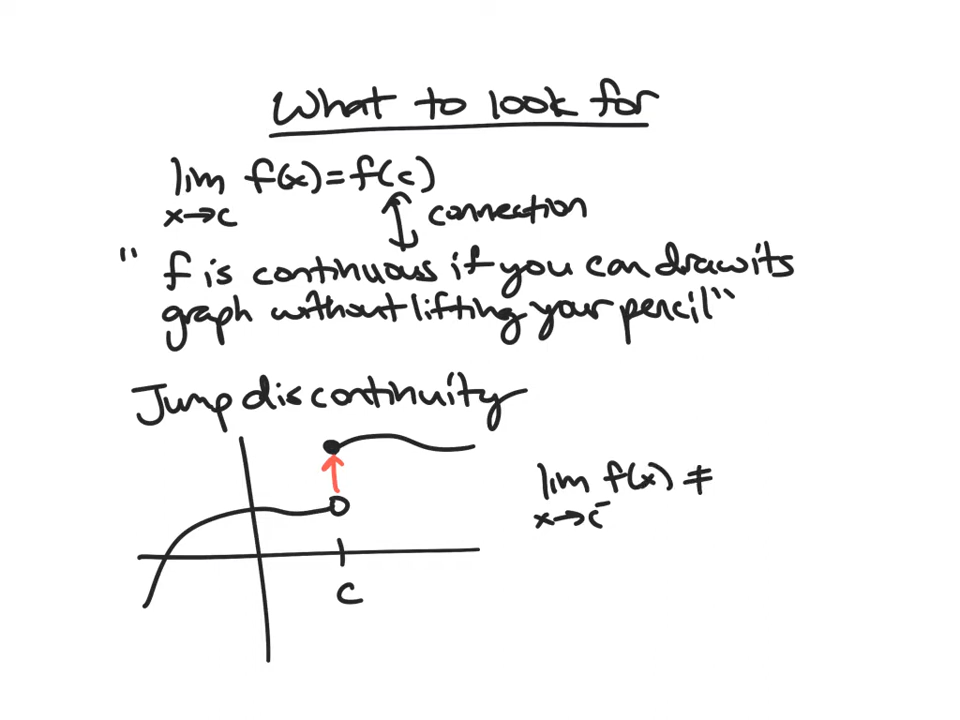 What to look for
lim f(x) = f(c)
x→c
↕ connection
"f is continuous if you can draw its
graph without lifting your pencil"
Jump discontinuity
lim f(x) ≠
x→c⁻
c